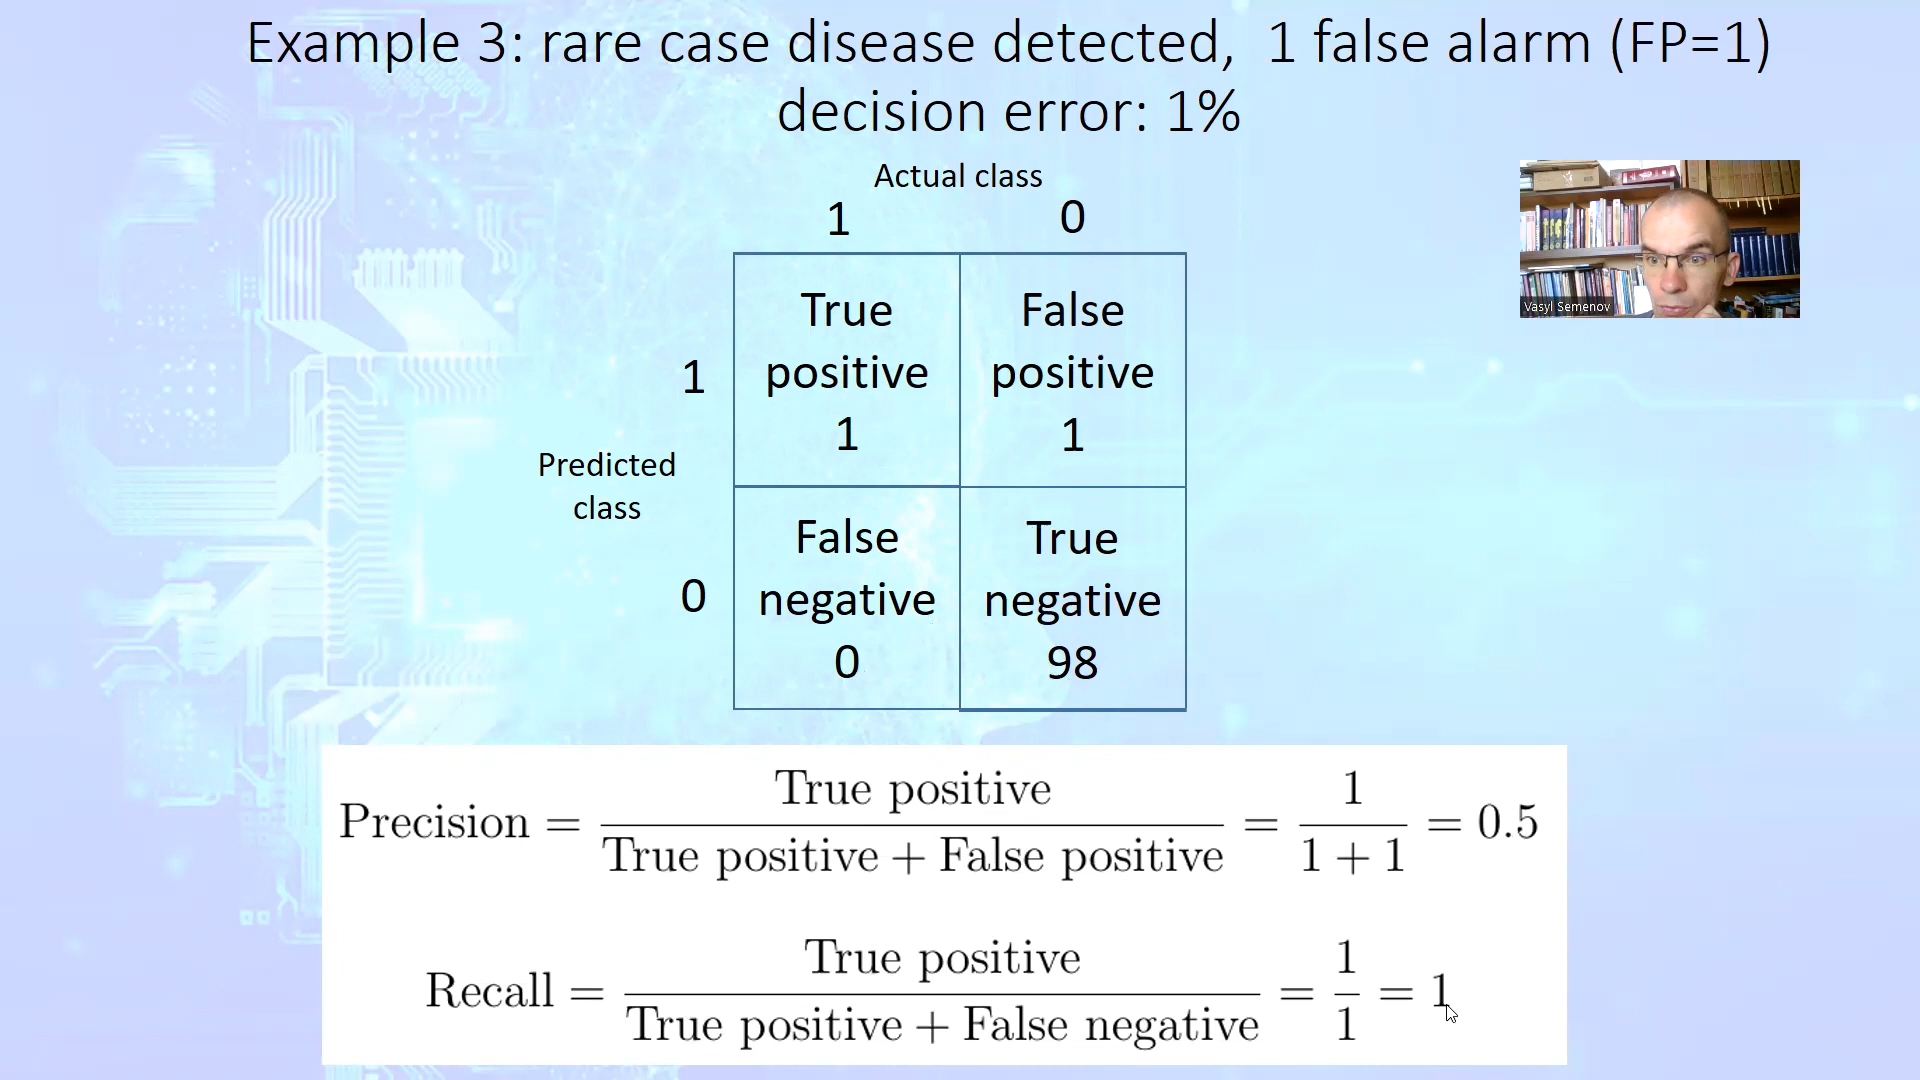 Example 3: rare case disease detected, 1 false alarm (FP=1)
decision error: 1%
Actual class
1 0
True positive 1
False positive 1
1
Predicted class
False negative 0
True negative 98
0
Vasyl Semenov
Precision = True positive / True positive + False positive = 1 / 1 + 1 = 0.5
Recall = True positive / True positive + False negative = 1 / 1 = 1